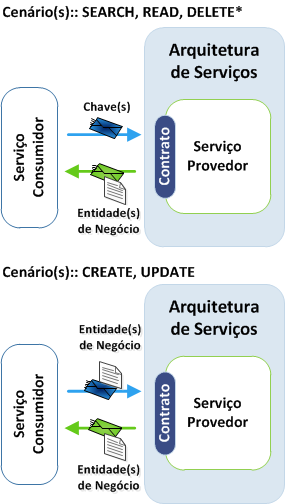 Cenário(s):: SEARCH, READ, DELETE*
Arquitetura
de Serviços
Chave(s)
Serviço
Consumidor
Contrato
Serviço
Provedor
Entidade(s)
de Negócio
Cenário(s):: CREATE, UPDATE
Arquitetura
de Serviços
Entidade(s)
de Negócio
Serviço
Consumidor
Contrato
Serviço
Provedor
Entidade(s)
de Negócio